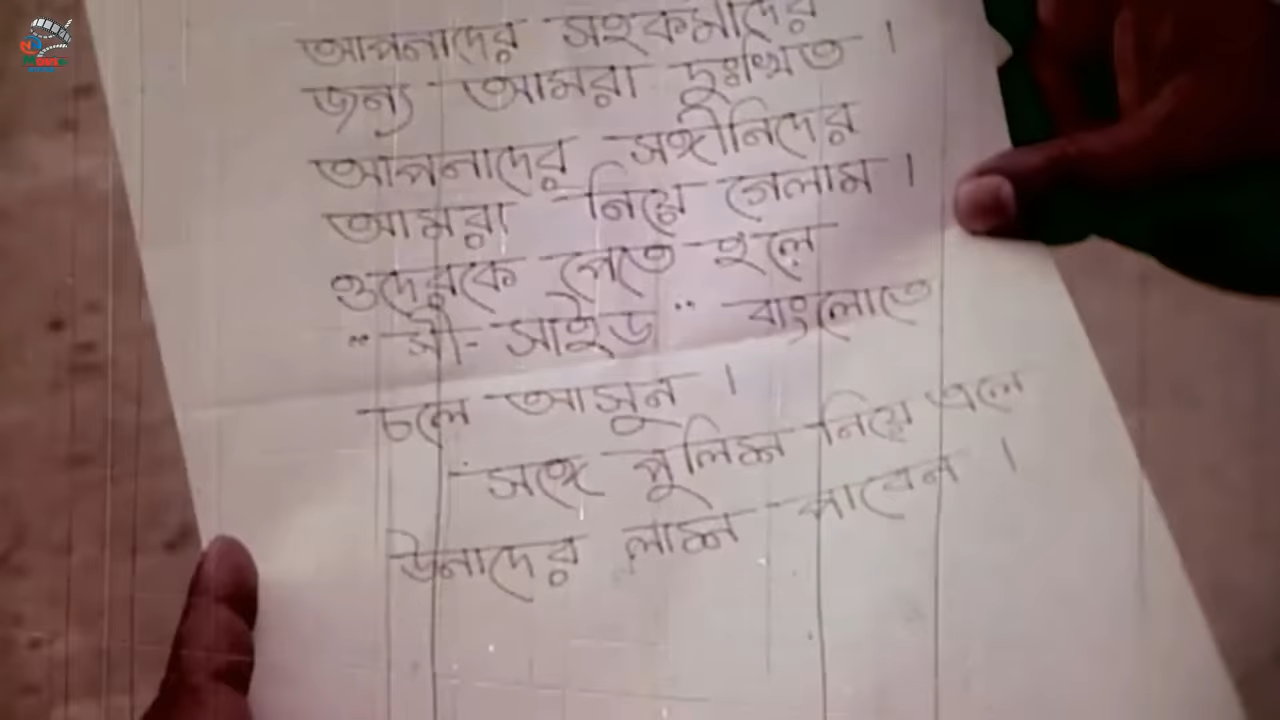 আপনাদের সহকর্মীদের
জন্য আমরা দুঃখিত ।
আপনাদের সঙ্গীনিদের
আমরা নিয়ে গেলাম ।
ওদেরকে পেতে হলে
"সী-সাইড" বাংলোতে
চলে আসুন ।
সঙ্গে পুলিশ নিয়ে এলে
উনাদের লাশ পাবেন ।